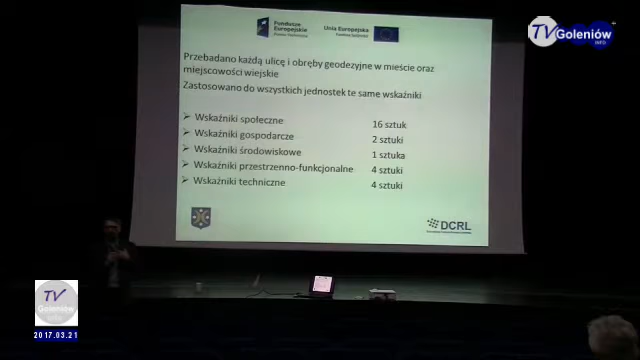 Fundusze
Europejskie
Unia Europejska
TV Goleniów
INFO
Przebadano każdą ulicę i obręby geodezyjne w mieście oraz
miejscowości wiejskie
Zastosowano do wszystkich jednostek te same wskaźniki
➤ Wskaźniki społeczne 16 sztuk
➤ Wskaźniki gospodarcze 2 sztuki
➤ Wskaźniki środowiskowe 1 sztuka
➤ Wskaźniki przestrzenno-funkcjonalne 4 sztuki
➤ Wskaźniki techniczne 4 sztuki
DCRL
TV
Goleniów
2017.03.21